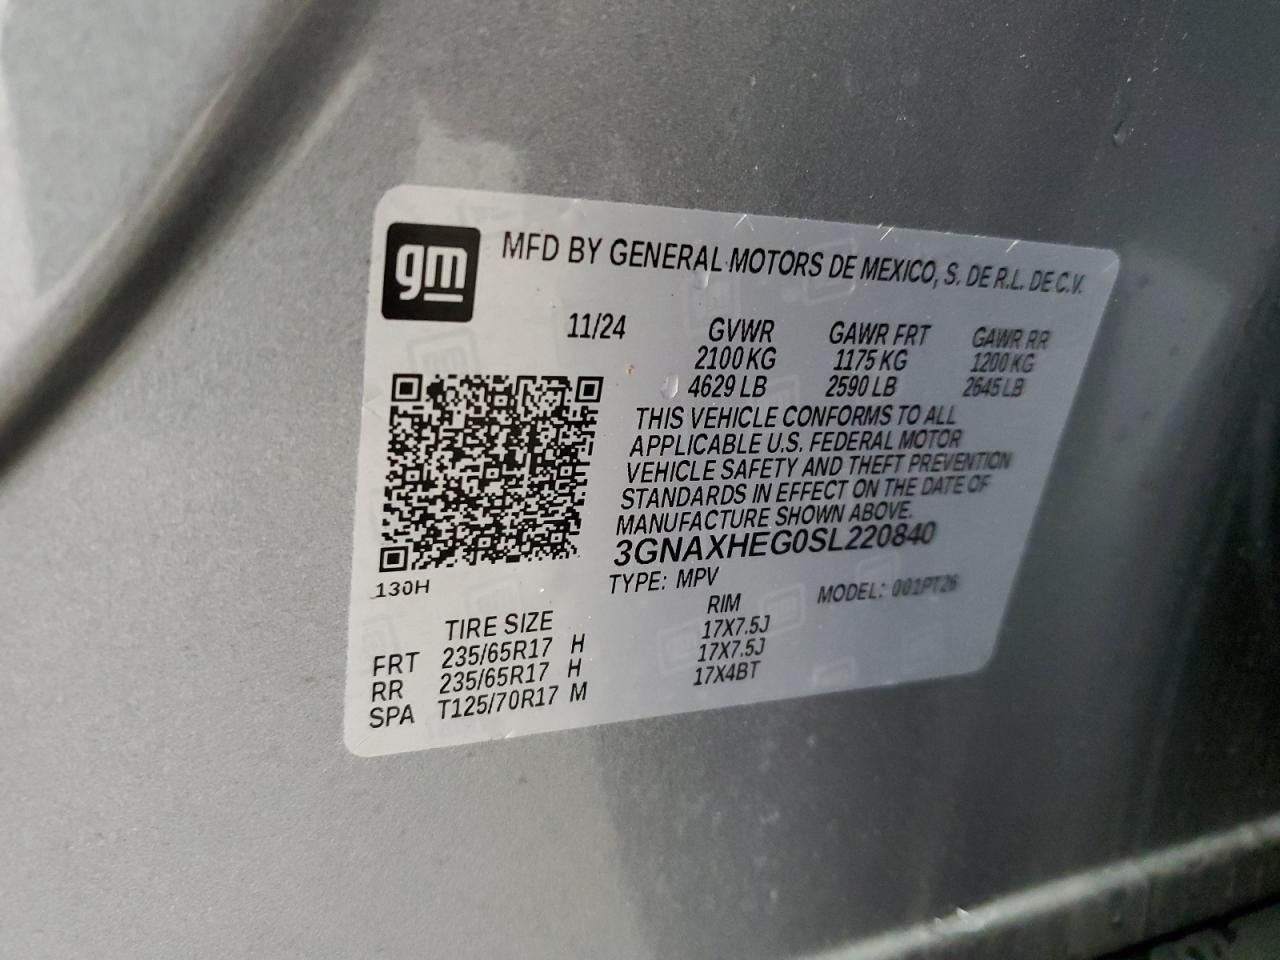 gm
MFD BY GENERAL MOTORS DE MEXICO, S. DE R.L. DE C.V.
11/24 GVWR GAWR FRT GAWR RR
2100 KG 1175 KG 1200 KG
4629 LB 2590 LB 2645 LB
THIS VEHICLE CONFORMS TO ALL
APPLICABLE U.S. FEDERAL MOTOR
VEHICLE SAFETY AND THEFT PREVENTION
STANDARDS IN EFFECT ON THE DATE OF
MANUFACTURE SHOWN ABOVE.
3GNAXHEG0SL220840
130H
TYPE: MPV MODEL: 001PT26
TIRE SIZE RIM
FRT 235/65R17 H 17X7.5J
RR 235/65R17 H 17X7.5J
SPA T125/70R17 M 17X4BT